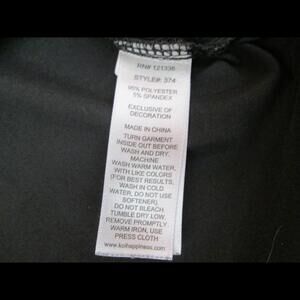 RN# 121336
STYLE#: 374
95% POLYESTER
5% SPANDEX
EXCLUSIVE OF
DECORATION
MADE IN CHINA
TURN GARMENT
INSIDE OUT BEFORE
WASH AND DRY.
MACHINE
WASH WARM WATER,
WITH LIKE COLORS
(FOR BEST RESULTS,
WASH IN COLD
WATER, DO NOT USE
SOFTENER).
DO NOT BLEACH.
TUMBLE DRY LOW,
REMOVE PROMPTLY.
WARM IRON, USE
PRESS CLOTH
www.koihappiness.com